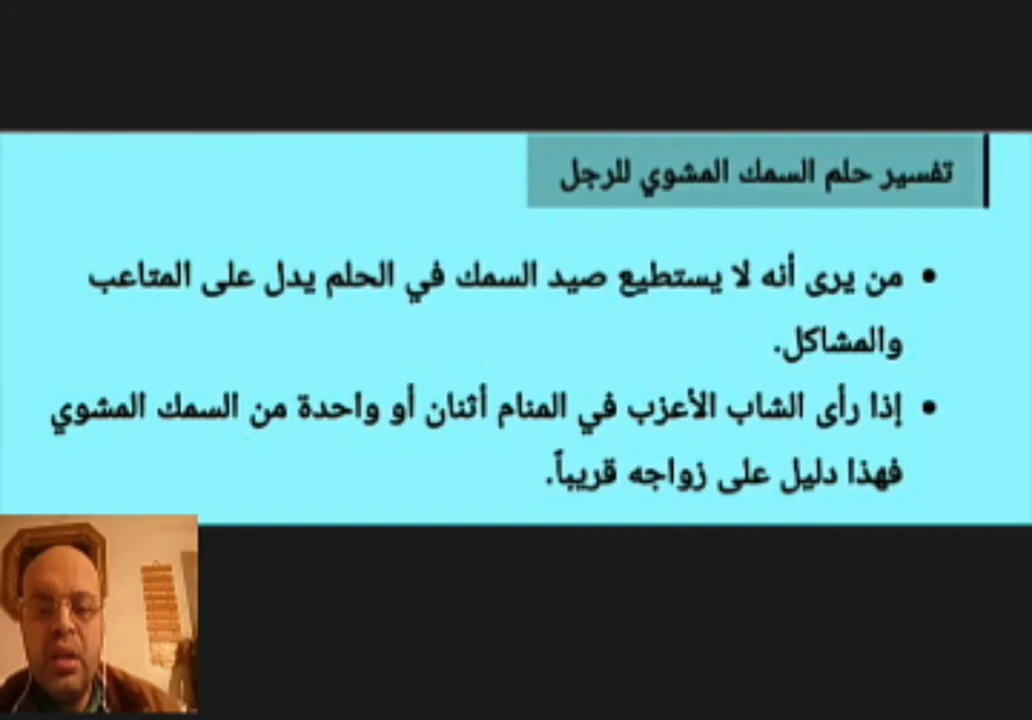 تفسير حلم السمك المشوي للرجل
• من يرى أنه لا يستطيع صيد السمك في الحلم يدل على المتاعب
والمشاكل.
• إذا رأى الشاب الأعزب في المنام أثنان أو واحدة من السمك المشوي
فهذا دليل على زواجه قريباً.